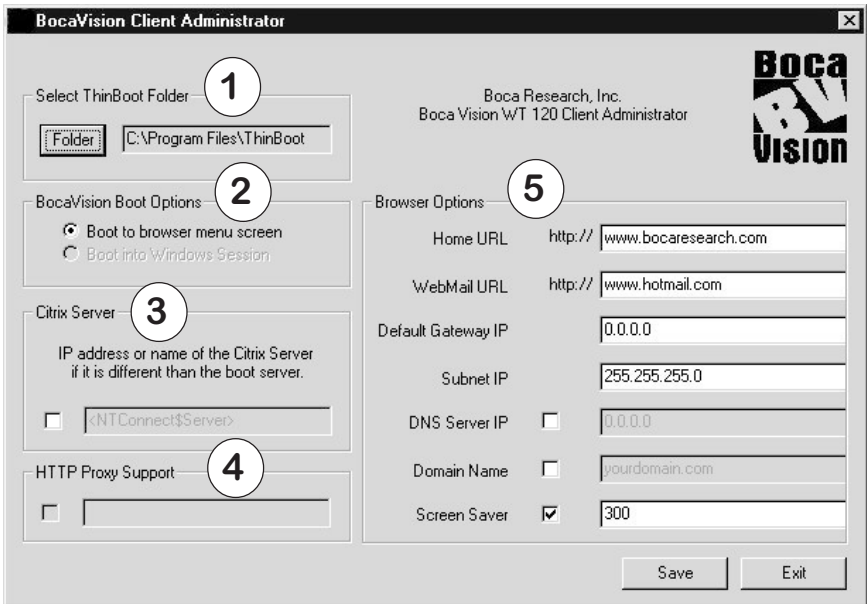 BocaVision Client Administrator
Boca
BV
Vision
Boca Research, Inc.
Boca Vision WT 120 Client Administrator
1
Select ThinBoot Folder
Folder
C:\Program Files\ThinBoot
2
BocaVision Boot Options
Boot to browser menu screen
Boot into Windows Session
3
Citrix Server
IP address or name of the Citrix Server
if it is different than the boot server.
<NTConnect$Server>
4
HTTP Proxy Support
5
Browser Options
Home URL http:// www.bocaresearch.com
WebMail URL http:// www.hotmail.com
Default Gateway IP 0.0.0.0
Subnet IP 255.255.255.0
DNS Server IP 0.0.0.0
Domain Name yourdomain.com
Screen Saver 300
Save
Exit